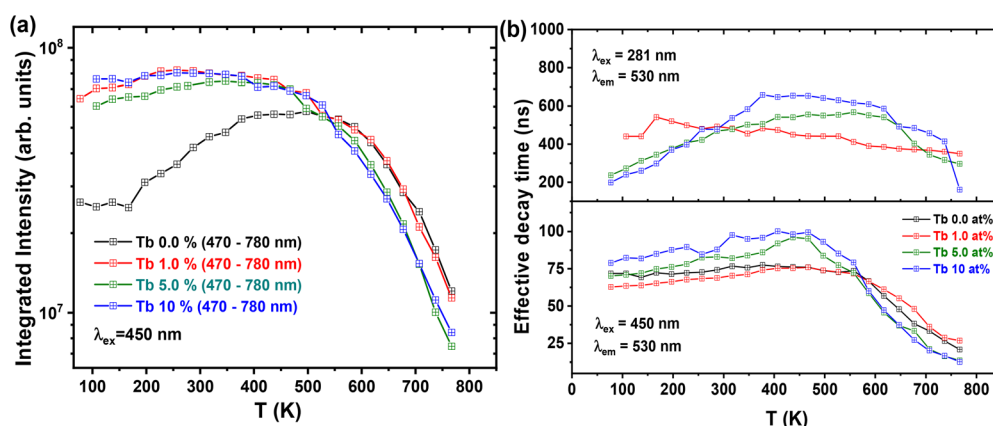 (a)
Integrated Intensity (arb. units)
10⁸
10⁷
Tb 0.0 % (470 - 780 nm)
Tb 1.0 % (470 - 780 nm)
Tb 5.0 % (470 - 780 nm)
Tb 10 % (470 - 780 nm)
λex=450 nm
100 200 300 400 500 600 700 800
T (K)
(b)
Effective decay time (ns)
1000
800
600
400
200
λex = 281 nm
λem = 530 nm
100
75
50
25
Tb 0.0 at%
Tb 1.0 at%
Tb 5.0 at%
Tb 10 at%
λex = 450 nm
λem = 530 nm
0 100 200 300 400 500 600 700 800
T (K)